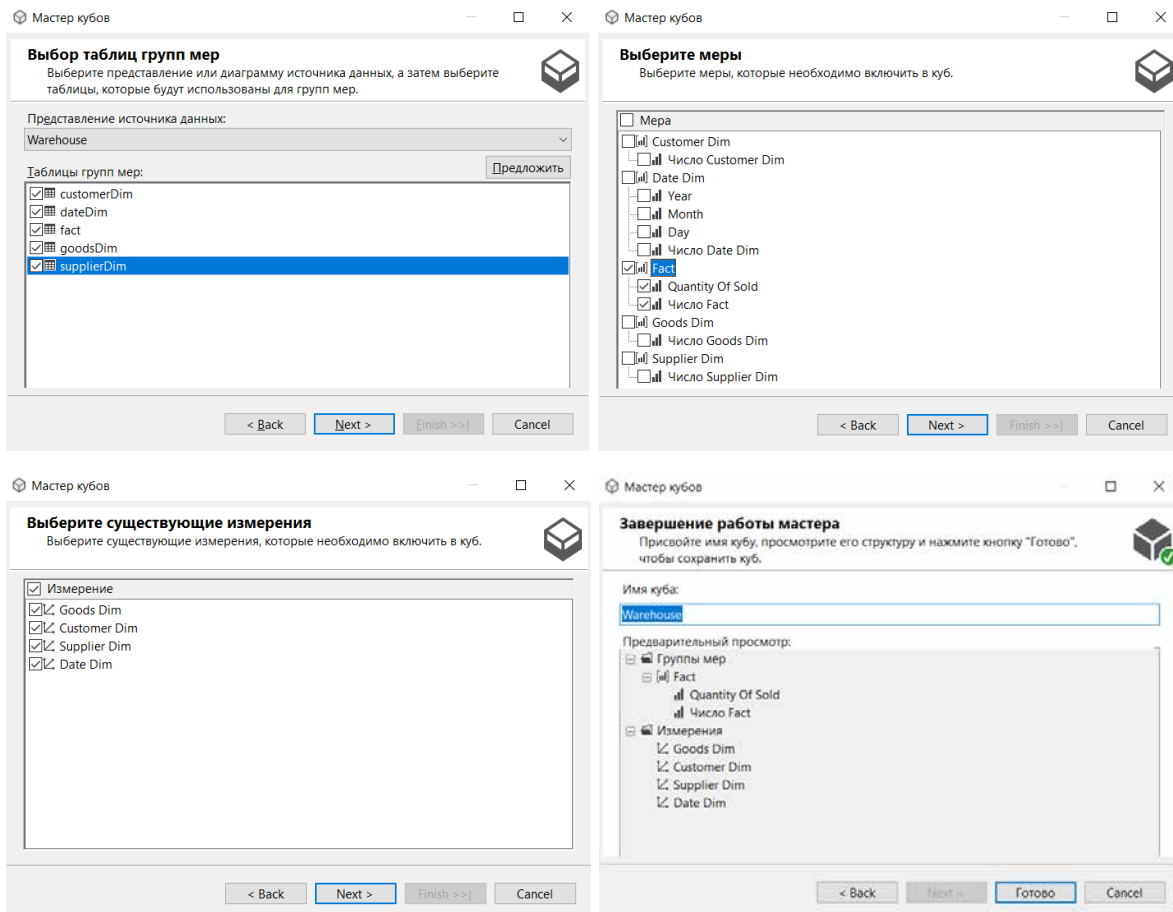 Мастер кубов
Выбор таблиц групп мер
Выберите представление или диаграмму источника данных, а затем выберите
таблицы, которые будут использованы для групп мер.
Представление источника данных:
Warehouse
Таблицы групп мер:
Предложить
customerDim
dateDim
fact
goodsDim
supplierDim
< Back
Next >
Finish >>|
Cancel
Мастер кубов
Выберите меры
Выберите меры, которые необходимо включить в куб.
Мера
Customer Dim
Число Customer Dim
Date Dim
Year
Month
Day
Число Date Dim
Fact
Quantity Of Sold
Число Fact
Goods Dim
Число Goods Dim
Supplier Dim
Число Supplier Dim
< Back
Next >
Finish >>|
Cancel
Мастер кубов
Выберите существующие измерения
Выберите существующие измерения, которые необходимо включить в куб.
Измерение
Goods Dim
Customer Dim
Supplier Dim
Date Dim
< Back
Next >
Finish >>|
Cancel
Мастер кубов
Завершение работы мастера
Присвойте имя кубу, просмотрите его структуру и нажмите кнопку "Готово",
чтобы сохранить куб.
Имя куба:
Warehouse
Предварительный просмотр:
Группы мер
Fact
Quantity Of Sold
Число Fact
Измерения
Goods Dim
Customer Dim
Supplier Dim
Date Dim
< Back
Next >
Готово
Cancel